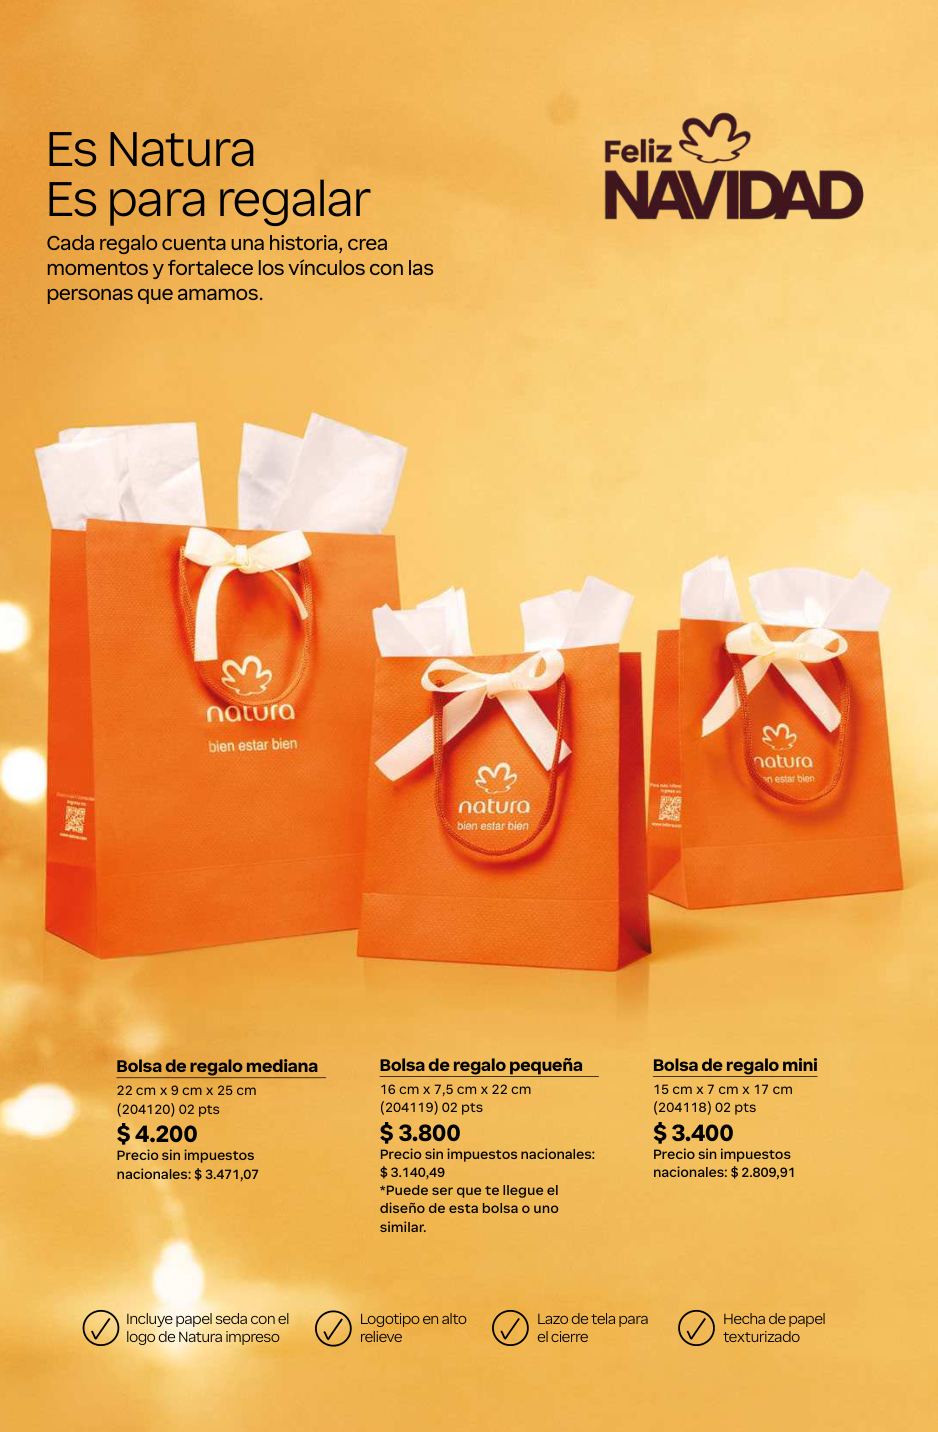 Es Natura
Es para regalar
Cada regalo cuenta una historia, crea
momentos y fortalece los vínculos con las
personas que amamos.
Feliz
NAVIDAD
natura
bien estar bien
natura
bien estar bien
natura
bien estar bien
Bolsa de regalo mediana
22 cm x 9 cm x 25 cm
(204120) 02 pts
$ 4.200
Precio sin impuestos
nacionales: $ 3.471,07
Bolsa de regalo pequeña
16 cm x 7,5 cm x 22 cm
(204119) 02 pts
$ 3.800
Precio sin impuestos nacionales:
$ 3.140,49
*Puede ser que te llegue el
diseño de esta bolsa o uno
similar.
Bolsa de regalo mini
15 cm x 7 cm x 17 cm
(204118) 02 pts
$ 3.400
Precio sin impuestos
nacionales: $ 2.809,91
Incluye papel seda con el
logo de Natura impreso
Logotipo en alto
relieve
Lazo de tela para
el cierre
Hecha de papel
texturizado